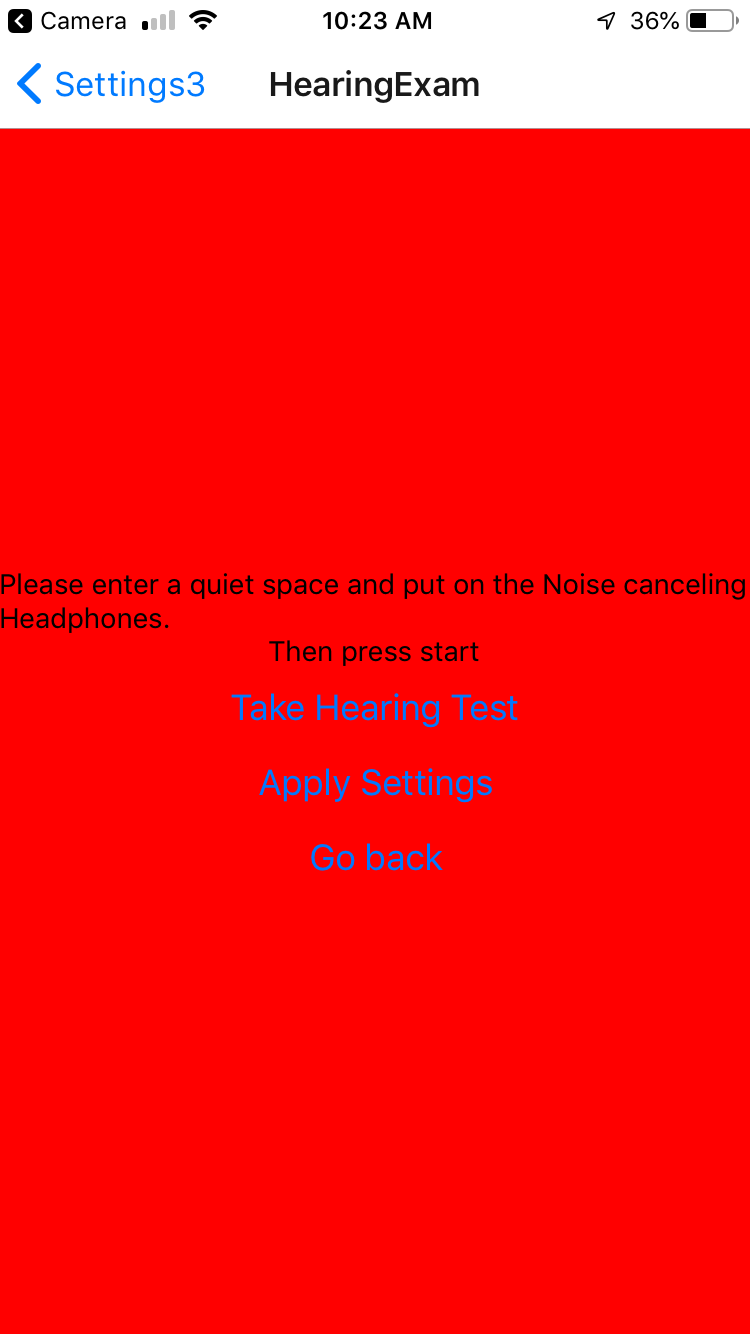 Camera 10:23 AM 36%
Settings3 HearingExam
Please enter a quiet space and put on the Noise canceling
Headphones.
Then press start
Take Hearing Test
Apply Settings
Go back